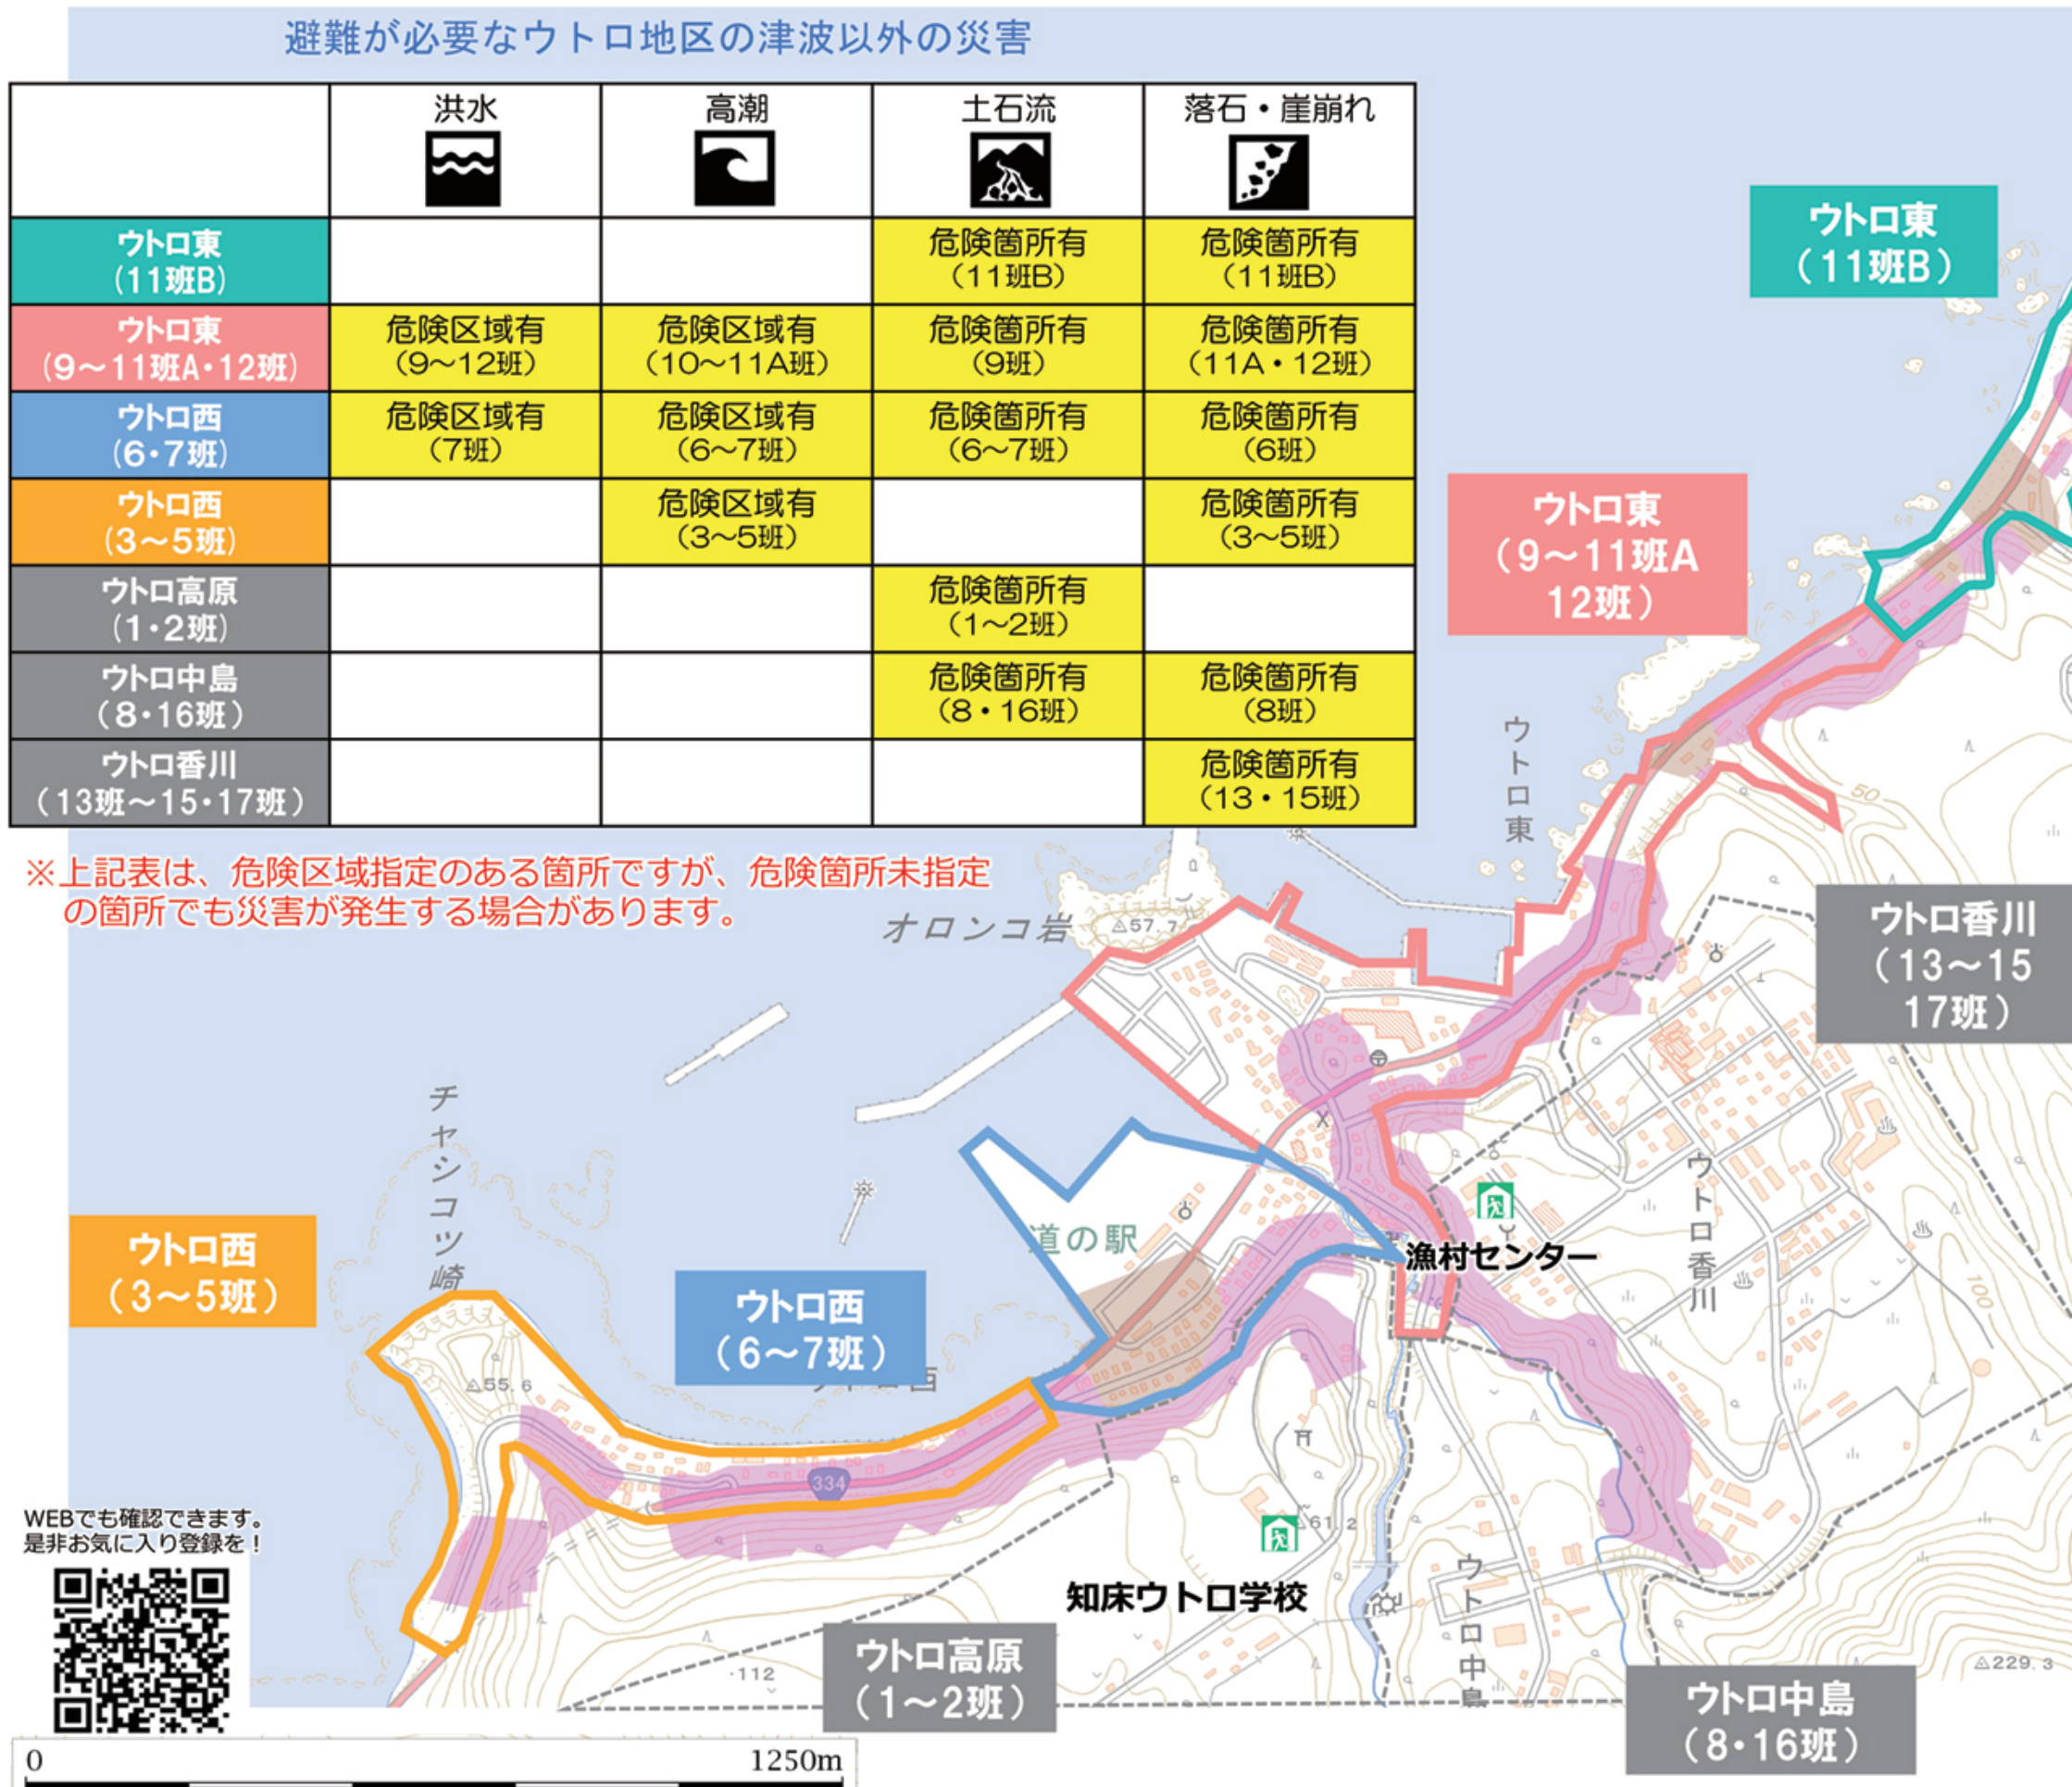 避難が必要なウトロ地区の津波以外の災害
洪水
高潮
土石流
落石・崖崩れ
ウトロ東
(11班B)
危険箇所有
（11班B）
危険箇所有
（11班B）
ウトロ東
(9～11班A・12班)
危険区域有
（9～12班）
危険区域有
（10～11A班）
危険箇所有
（9班）
危険箇所有
（11A・12班）
ウトロ西
(6・7班)
危険区域有
（7班）
危険区域有
（6～7班）
危険箇所有
（6～7班）
危険箇所有
（6班）
ウトロ西
(3～5班)
危険区域有
（3～5班）
危険箇所有
（3～5班）
ウトロ高原
(1・2班)
危険箇所有
（1～2班）
ウトロ中島
（8・16班）
危険箇所有
（8・16班）
危険箇所有
（8班）
ウトロ香川
（13班～15・17班）
危険箇所有
（13・15班）
※上記表は、危険区域指定のある箇所ですが、危険箇所未指定
の箇所でも災害が発生する場合があります。
ウトロ東
（11班B）
ウトロ東
（9～11班A
12班）
ウトロ東
50
ウトロ香川
（13～15
17班）
オロンコ岩
57.7
チャシコツ崎
道の駅
漁村センター
ウトロ香川
100
ウトロ西
（3～5班）
ウトロ西
（6～7班）
西
55.6
334
61.2
知床ウトロ学校
ウトロ中島
ウトロ高原
（1～2班）
・112
229.3
ウトロ中島
（8・16班）
WEBでも確認できます。
是非お気に入り登録を！
0
1250m